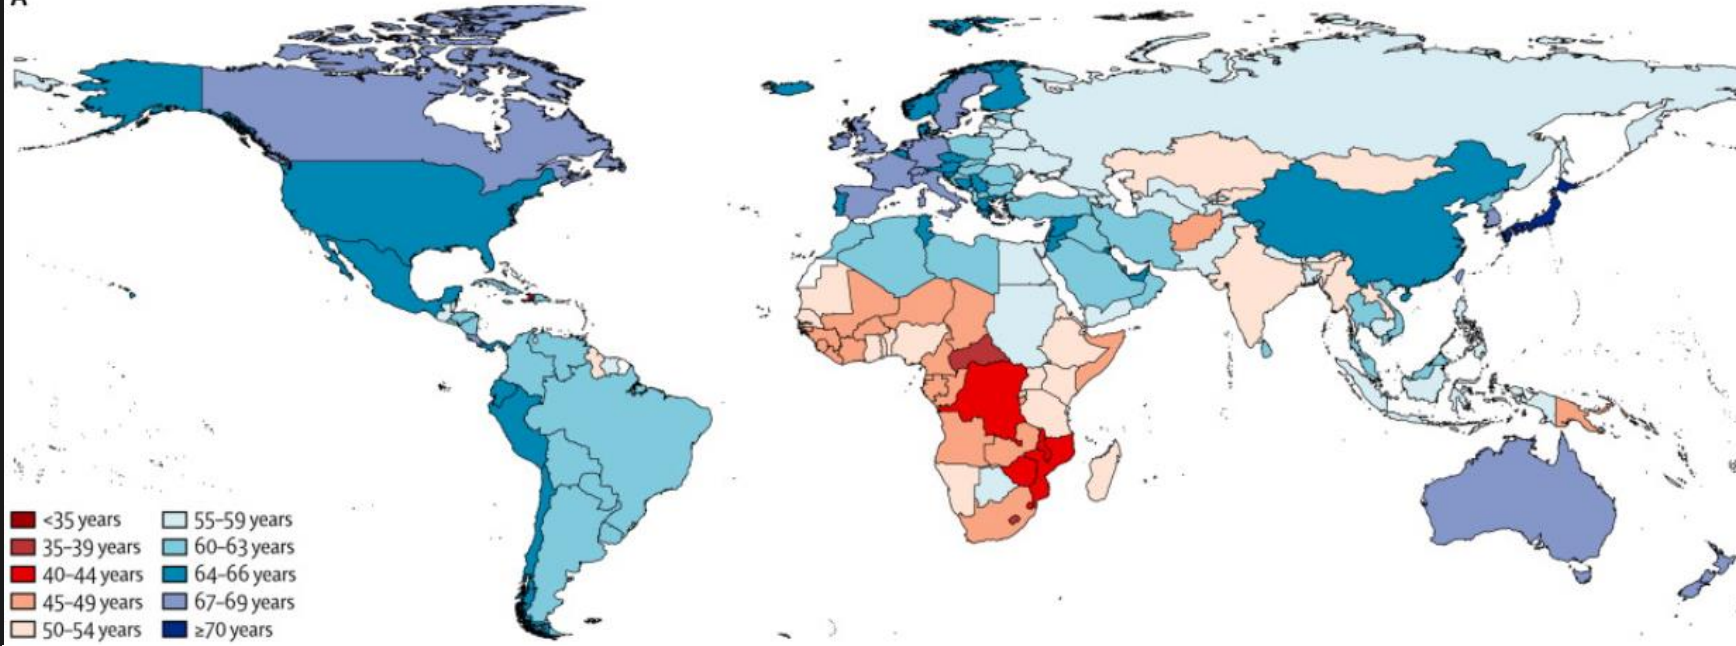 A
<35 years
35–39 years
40–44 years
45–49 years
50–54 years
55–59 years
60–63 years
64–66 years
67–69 years
≥70 years